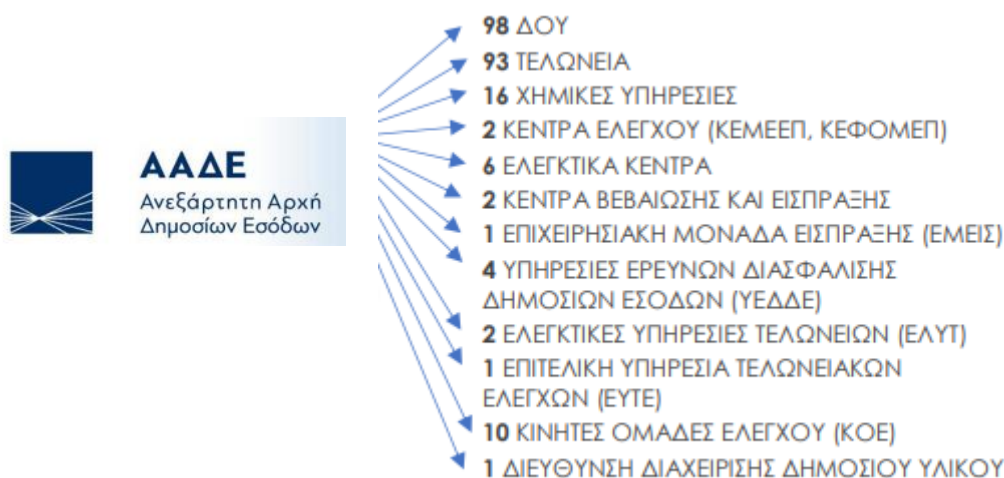 ΑΑΔΕ
Ανεξάρτητη Αρχή
Δημοσίων Εσόδων
98 ΔΟΥ
93 ΤΕΛΩΝΕΙΑ
16 ΧΗΜΙΚΕΣ ΥΠΗΡΕΣΙΕΣ
2 ΚΕΝΤΡΑ ΕΛΕΓΧΟΥ (ΚΕΜΕΕΠ, ΚΕΦΟΜΕΠ)
6 ΕΛΕΓΚΤΙΚΑ ΚΕΝΤΡΑ
2 ΚΕΝΤΡΑ ΒΕΒΑΙΩΣΗΣ ΚΑΙ ΕΙΣΠΡΑΞΗΣ
1 ΕΠΙΧΕΙΡΗΣΙΑΚΗ ΜΟΝΑΔΑ ΕΙΣΠΡΑΞΗΣ (ΕΜΕΙΣ)
4 ΥΠΗΡΕΣΙΕΣ ΕΡΕΥΝΩΝ ΔΙΑΣΦΑΛΙΣΗΣ
ΔΗΜΟΣΙΩΝ ΕΣΟΔΩΝ (ΥΕΔΔΕ)
2 ΕΛΕΓΚΤΙΚΕΣ ΥΠΗΡΕΣΙΕΣ ΤΕΛΩΝΕΙΩΝ (ΕΛΥΤ)
1 ΕΠΙΤΕΛΙΚΗ ΥΠΗΡΕΣΙΑ ΤΕΛΩΝΕΙΑΚΩΝ
ΕΛΕΓΧΩΝ (ΕΥΤΕ)
10 ΚΙΝΗΤΕΣ ΟΜΑΔΕΣ ΕΛΕΓΧΟΥ (ΚΟΕ)
1 ΔΙΕΥΘΥΝΣΗ ΔΙΑΧΕΙΡΙΣΗΣ ΔΗΜΟΣΙΟΥ ΥΛΙΚΟΥ